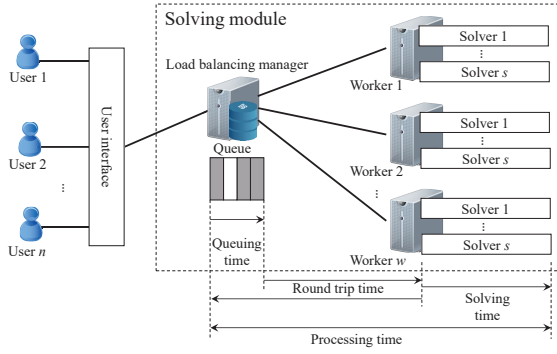 Solving module
User 1
User 2
⋮
User n
User interface
Load balancing manager
Queue
Queuing
time
Worker 1
Solver 1
⋮
Solver s
Worker 2
Solver 1
⋮
Solver s
⋮
Worker w
Solver 1
⋮
Solver s
Round trip time
Solving
time
Processing time